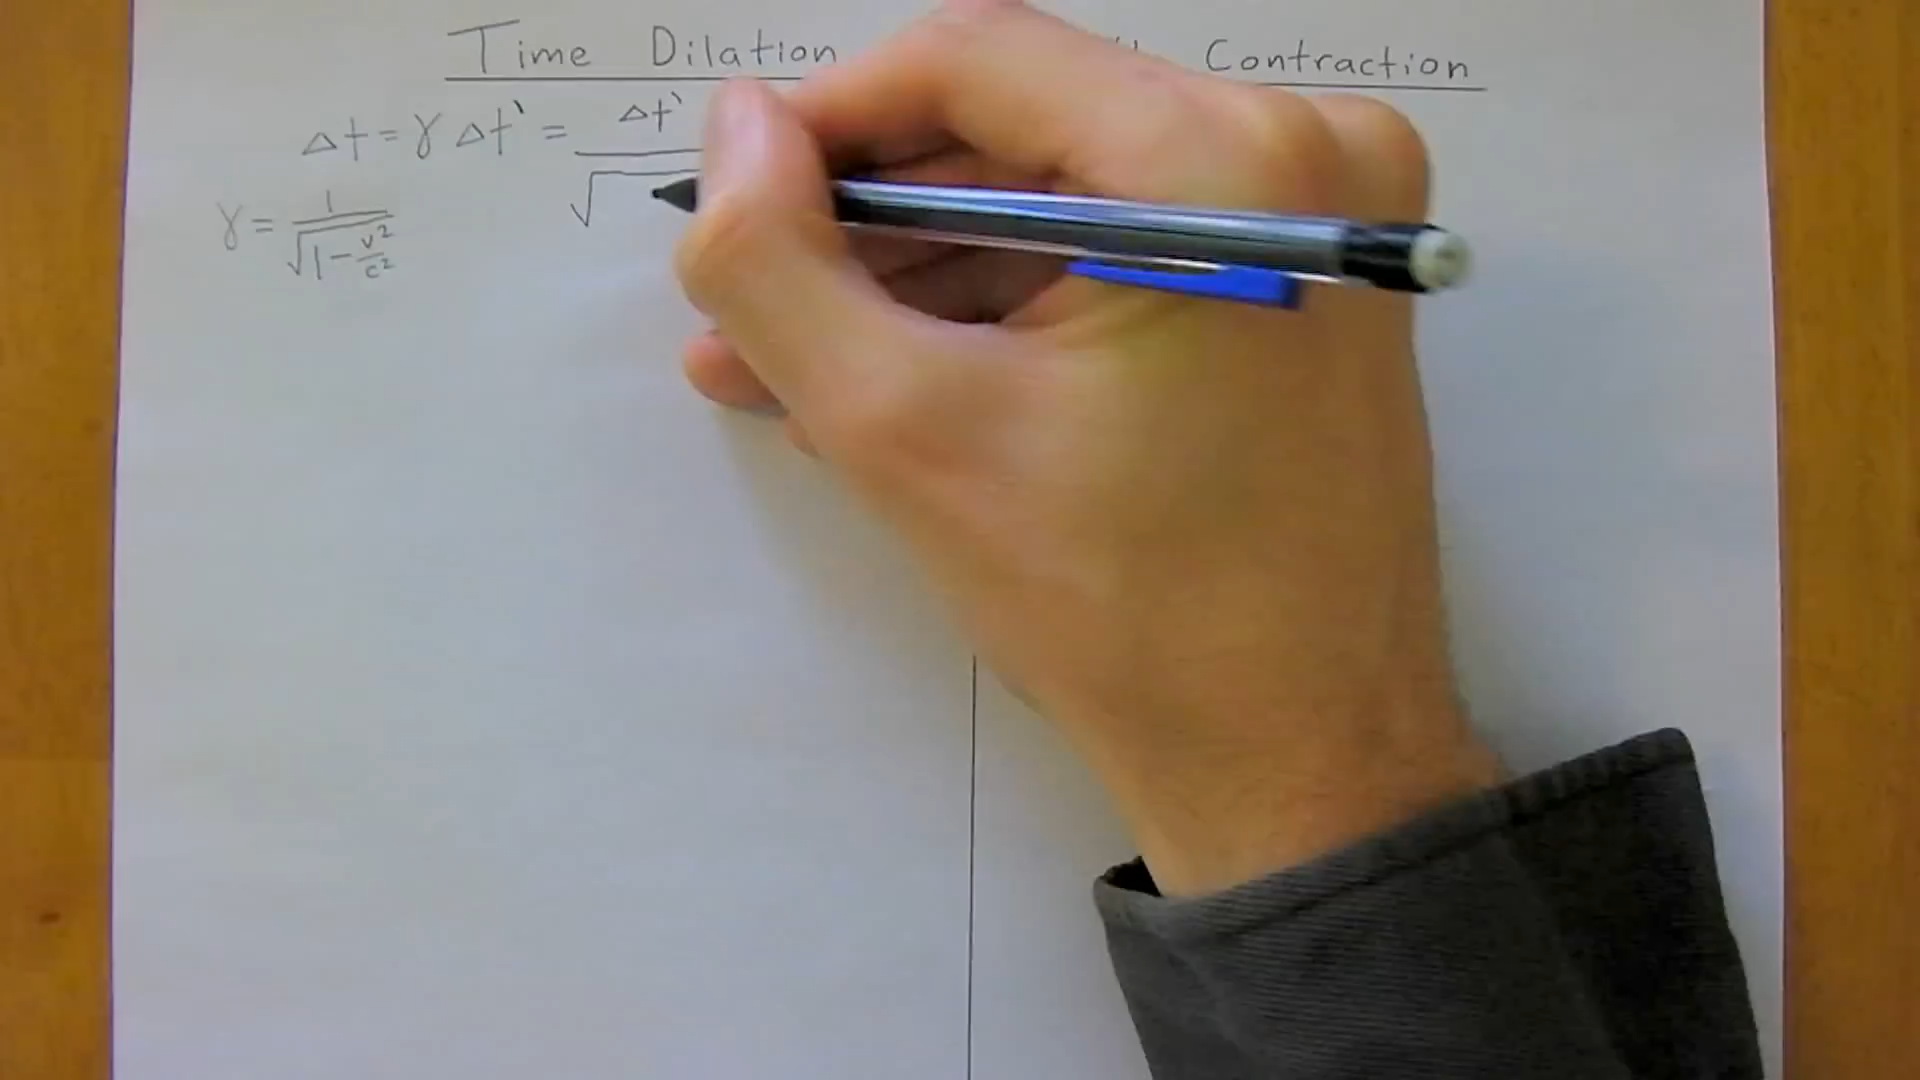 Time Dilation Contraction
Δt = γ Δt` = Δt` / √
γ = 1 / √1 - v²/c²